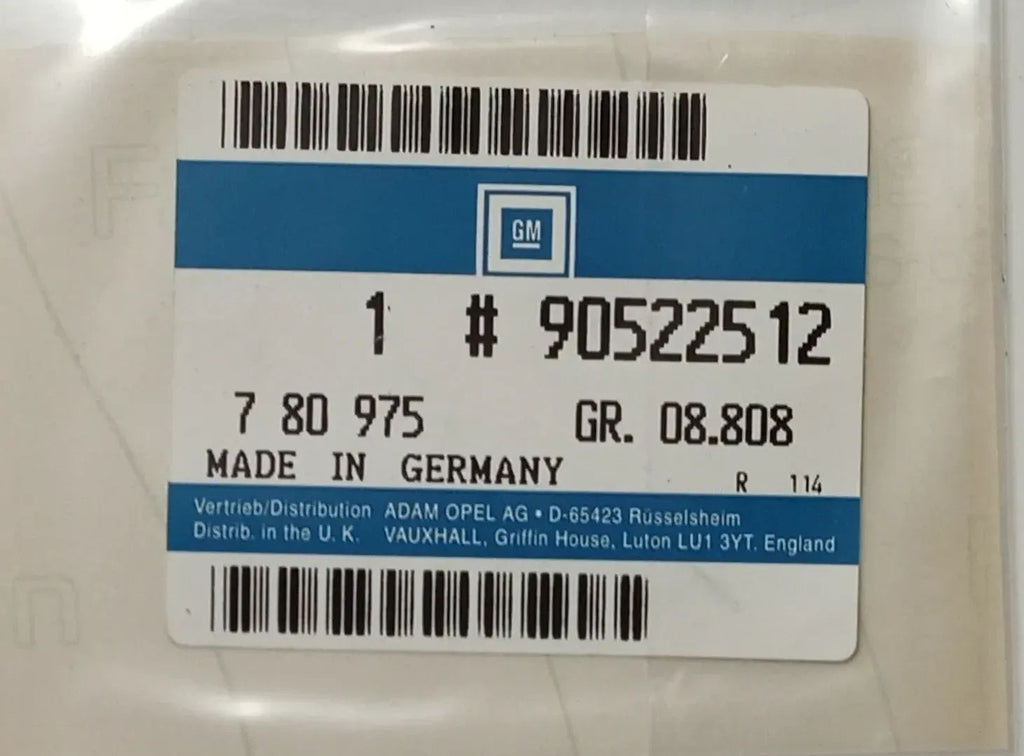 GM
1 # 90522512
7 80 975 GR. 08.808
MADE IN GERMANY R 114
Vertrieb/Distribution ADAM OPEL AG • D-65423 Rüsselsheim
Distrib. in the U. K. VAUXHALL, Griffin House, Luton LU1 3YT. England